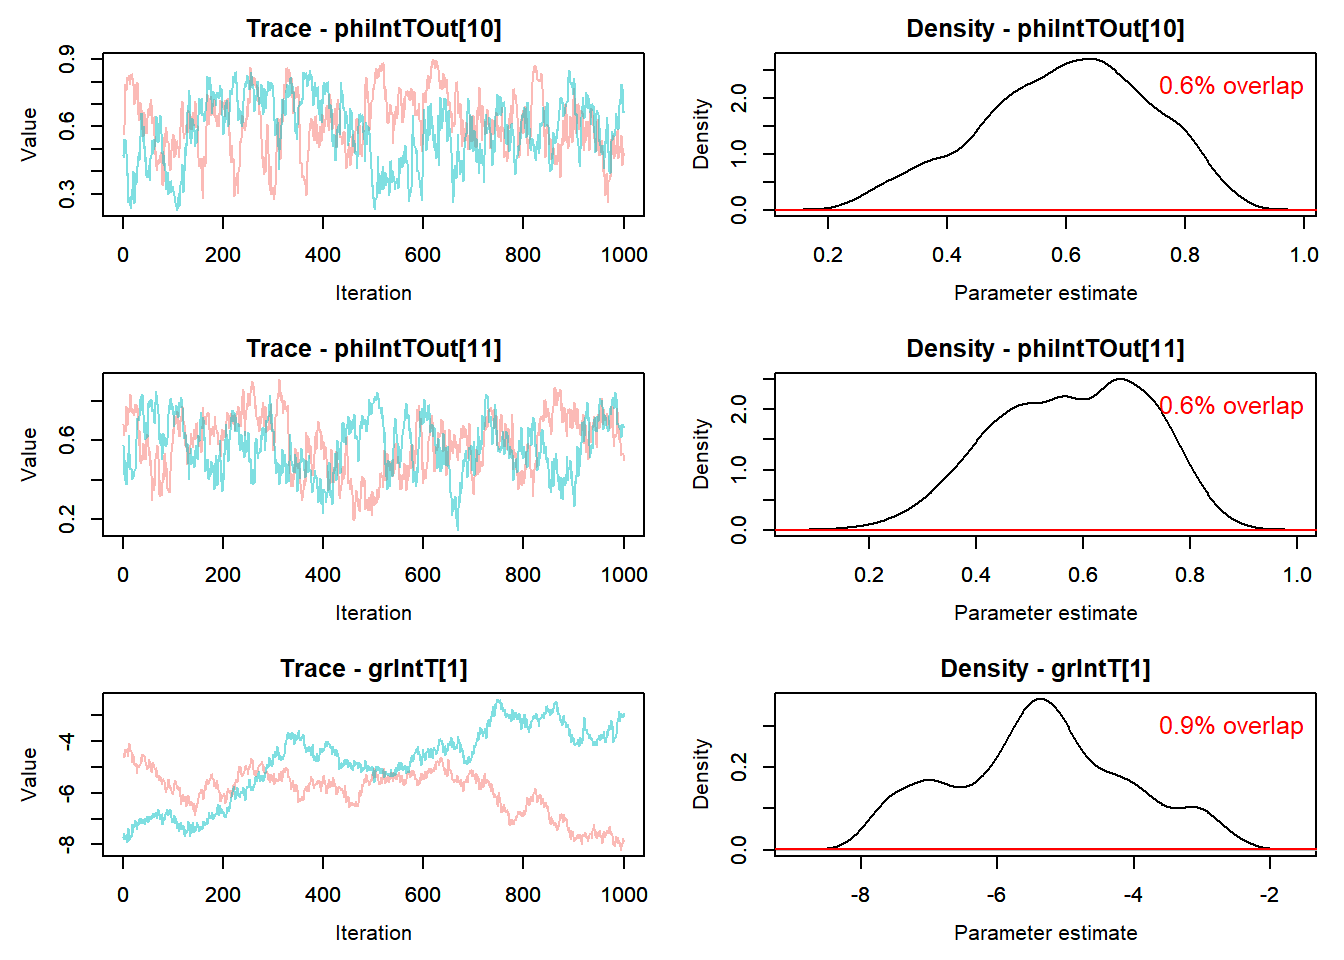 Trace - phiIntTOut[10]
Value
0.3
0.6
0.9
0
200
400
600
800
1000
Iteration
Density - phiIntTOut[10]
0.6% overlap
Density
0.0
1.0
2.0
0.2
0.4
0.6
0.8
1.0
Parameter estimate
Trace - phiIntTOut[11]
Value
0.2
0.6
0
200
400
600
800
1000
Iteration
Density - phiIntTOut[11]
0.6% overlap
Density
0.0
1.0
2.0
0.2
0.4
0.6
0.8
1.0
Parameter estimate
Trace - grIntT[1]
Value
-8
-6
-4
0
200
400
600
800
1000
Iteration
Density - grIntT[1]
0.9% overlap
Density
0.0
0.2
-8
-6
-4
-2
Parameter estimate